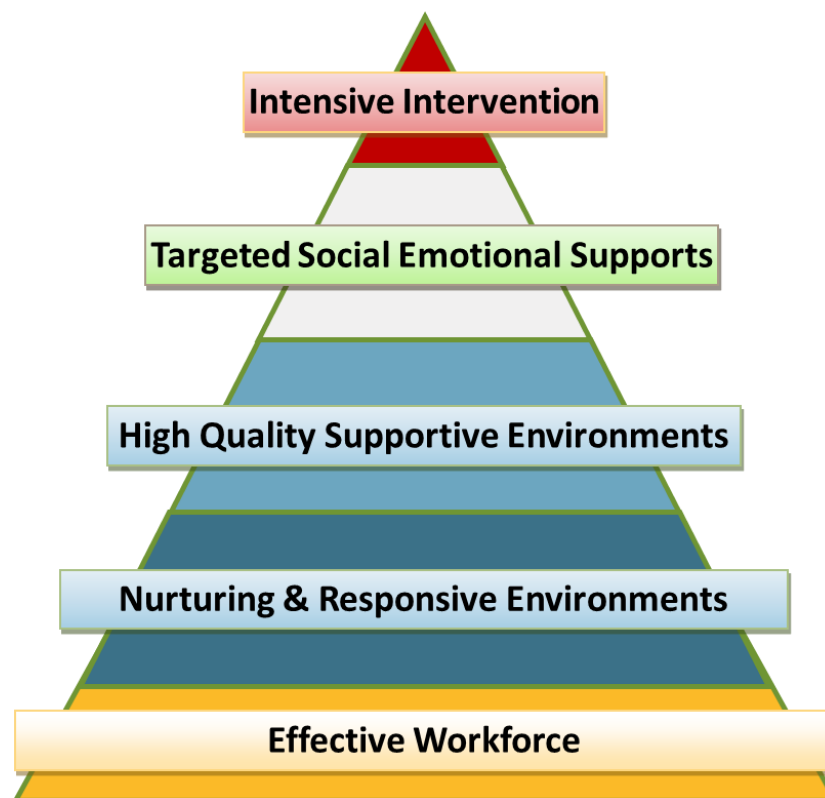 Intensive Intervention
Targeted Social Emotional Supports
High Quality Supportive Environments
Nurturing & Responsive Environments
Effective Workforce